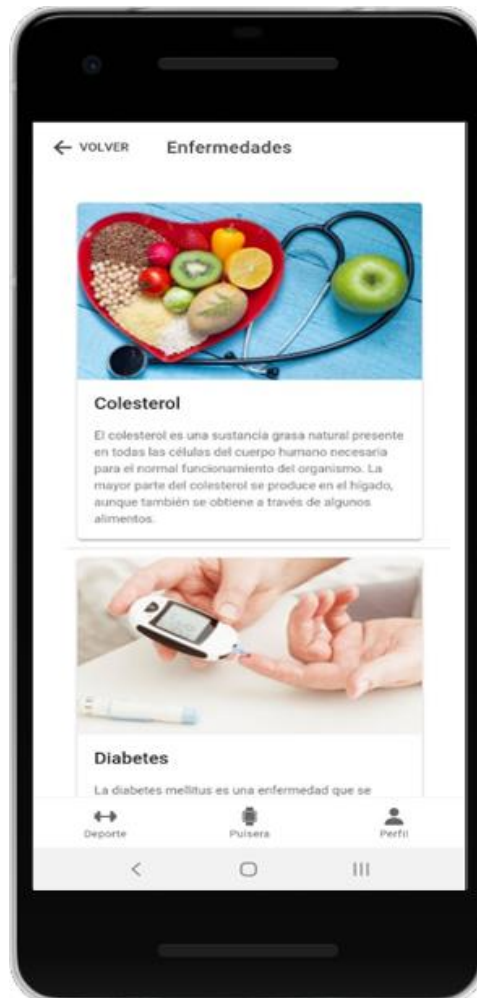 VOLVER Enfermedades
Colesterol
El colesterol es una sustancia grasa natural presente
en todas las células del cuerpo humano necesaria
para el normal funcionamiento del organismo. La
mayor parte del colesterol se produce en el hígado,
aunque también se obtiene a través de algunos
alimentos.
Diabetes
La diabetes mellitus es una enfermedad que se
Deporte Pulsera Perfil